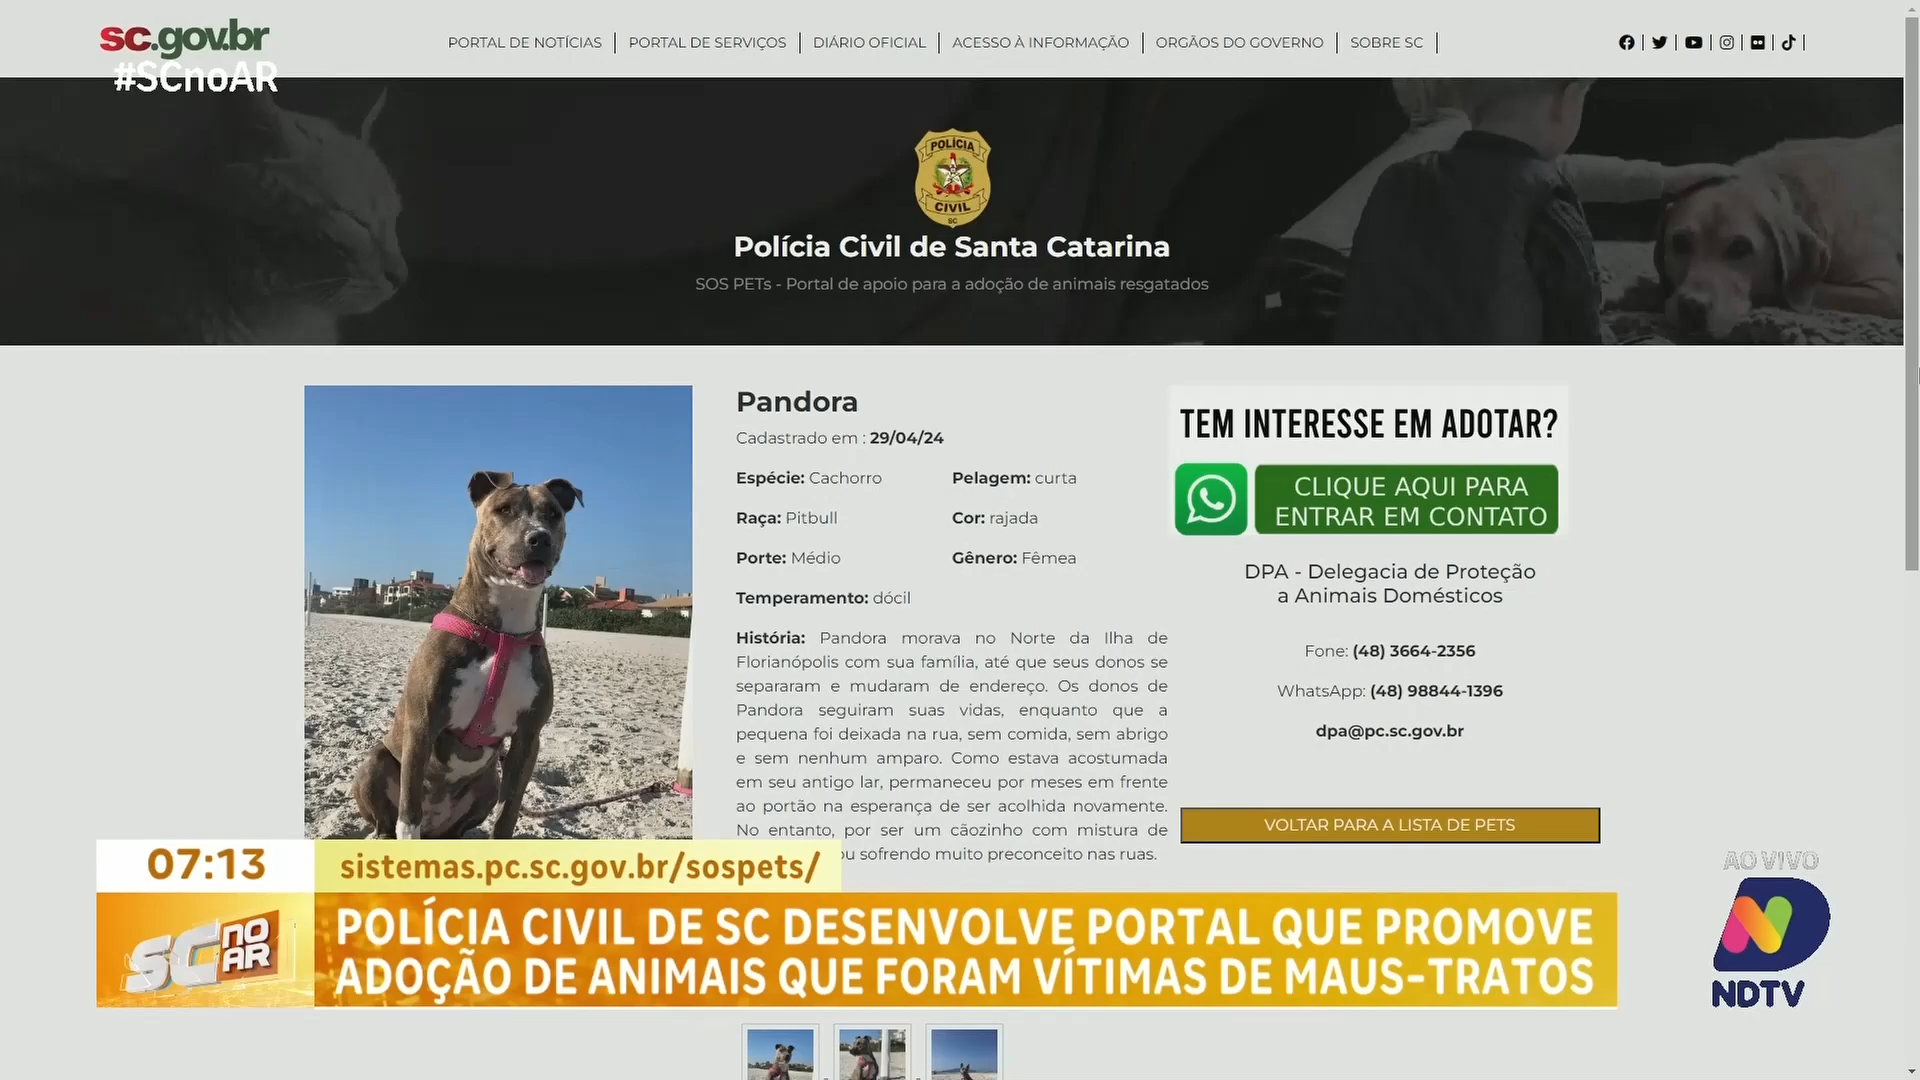 sc.gov.br
#SCnoAR
PORTAL DE NOTÍCIAS
PORTAL DE SERVIÇOS
DIÁRIO OFICIAL
ACESSO À INFORMAÇÃO
ORGÃOS DO GOVERNO
SOBRE SC
POLÍCIA
CIVIL
SC
Polícia Civil de Santa Catarina
SOS PETs - Portal de apoio para a adoção de animais resgatados
Pandora
Cadastrado em : 29/04/24
Espécie: Cachorro
Pelagem: curta
Raça: Pitbull
Cor: rajada
Porte: Médio
Gênero: Fêmea
Temperamento: dócil
História: Pandora morava no Norte da Ilha de
Florianópolis com sua família, até que seus donos se
separaram e mudaram de endereço. Os donos de
Pandora seguiram suas vidas, enquanto que a
pequena foi deixada na rua, sem comida, sem abrigo
e sem nenhum amparo. Como estava acostumada
em seu antigo lar, permaneceu por meses em frente
ao portão na esperança de ser acolhida novamente.
No entanto, por ser um cãozinho com mistura de
sofrendo muito preconceito nas ruas.
TEM INTERESSE EM ADOTAR?
CLIQUE AQUI PARA
ENTRAR EM CONTATO
DPA - Delegacia de Proteção
a Animais Domésticos
Fone: (48) 3664-2356
WhatsApp: (48) 98844-1396
dpa@pc.sc.gov.br
VOLTAR PARA A LISTA DE PETS
07:13
sistemas.pc.sc.gov.br/sospets/
SC NO AR
POLÍCIA CIVIL DE SC DESENVOLVE PORTAL QUE PROMOVE
ADOÇÃO DE ANIMAIS QUE FORAM VÍTIMAS DE MAUS-TRATOS
AO VIVO
NDTV